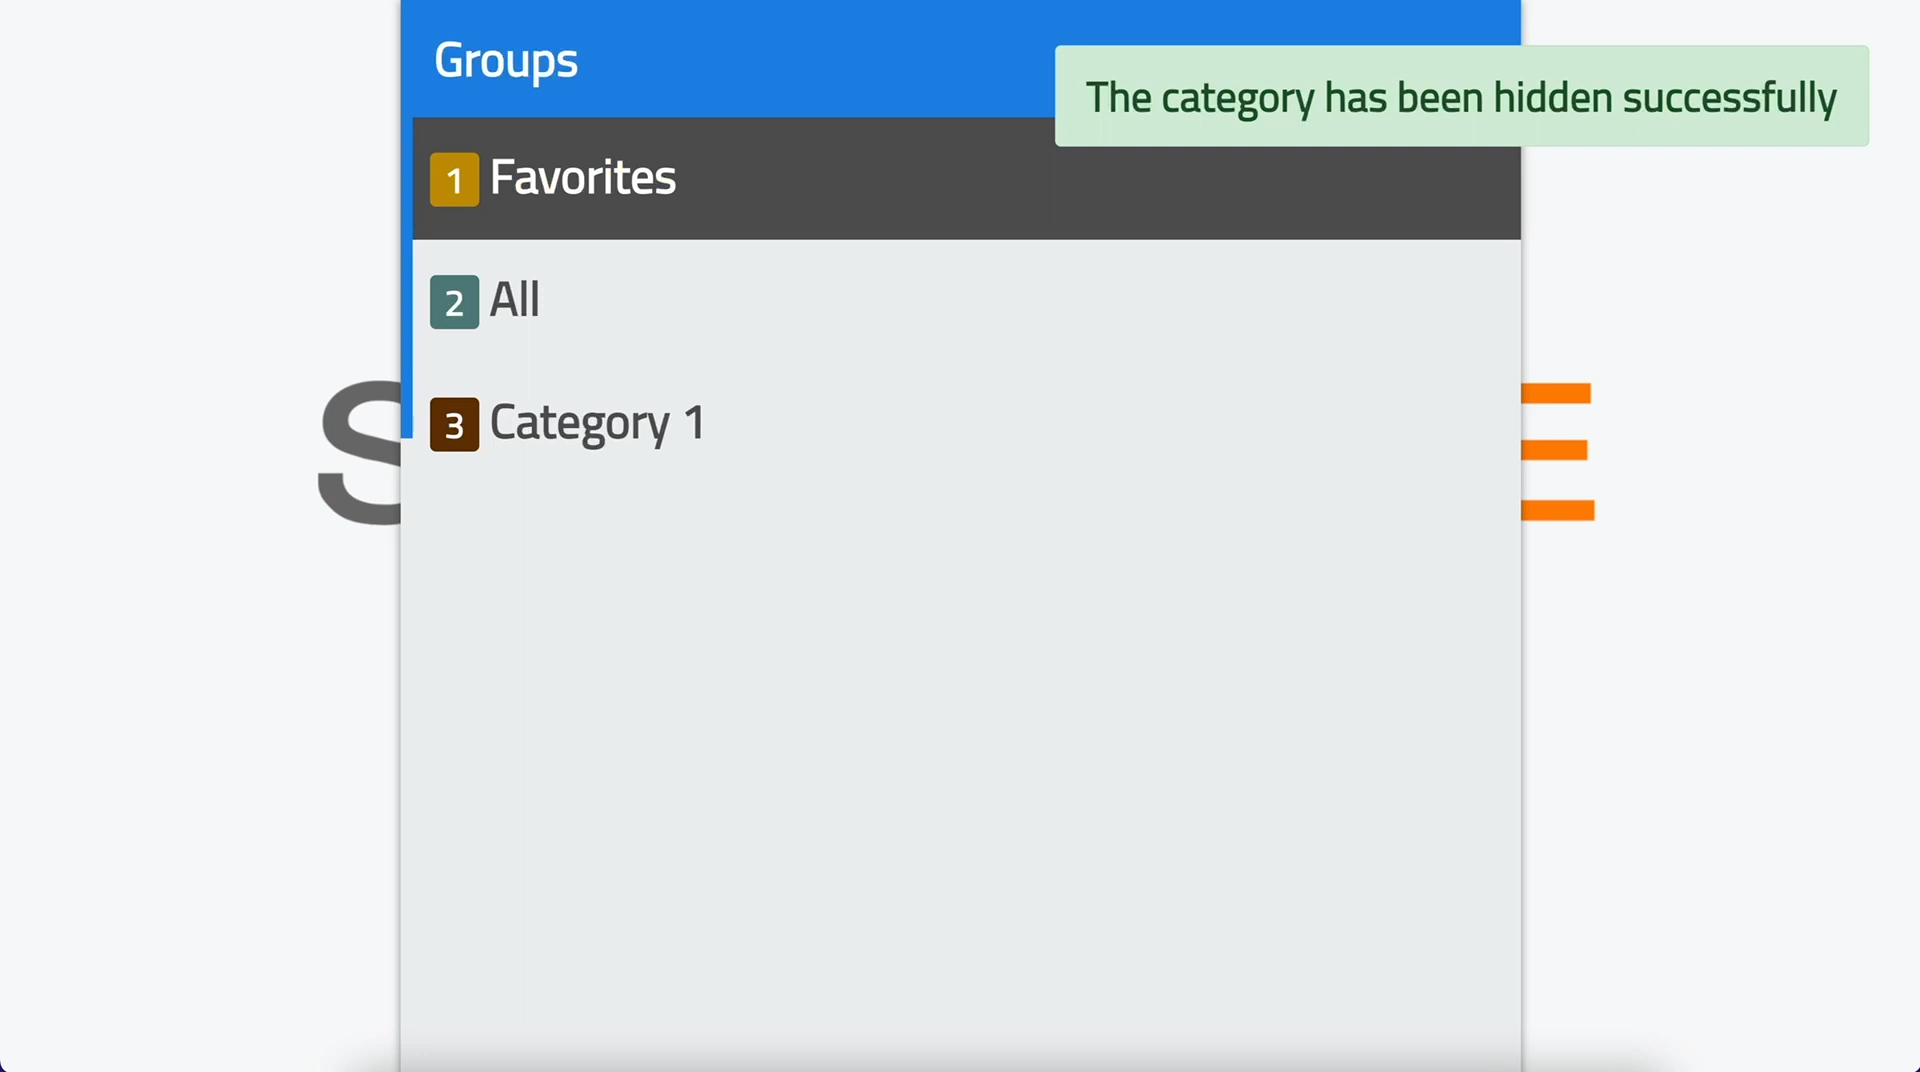 Groups
The category has been hidden successfully
1 Favorites
2 All
3 Category 1
S
E